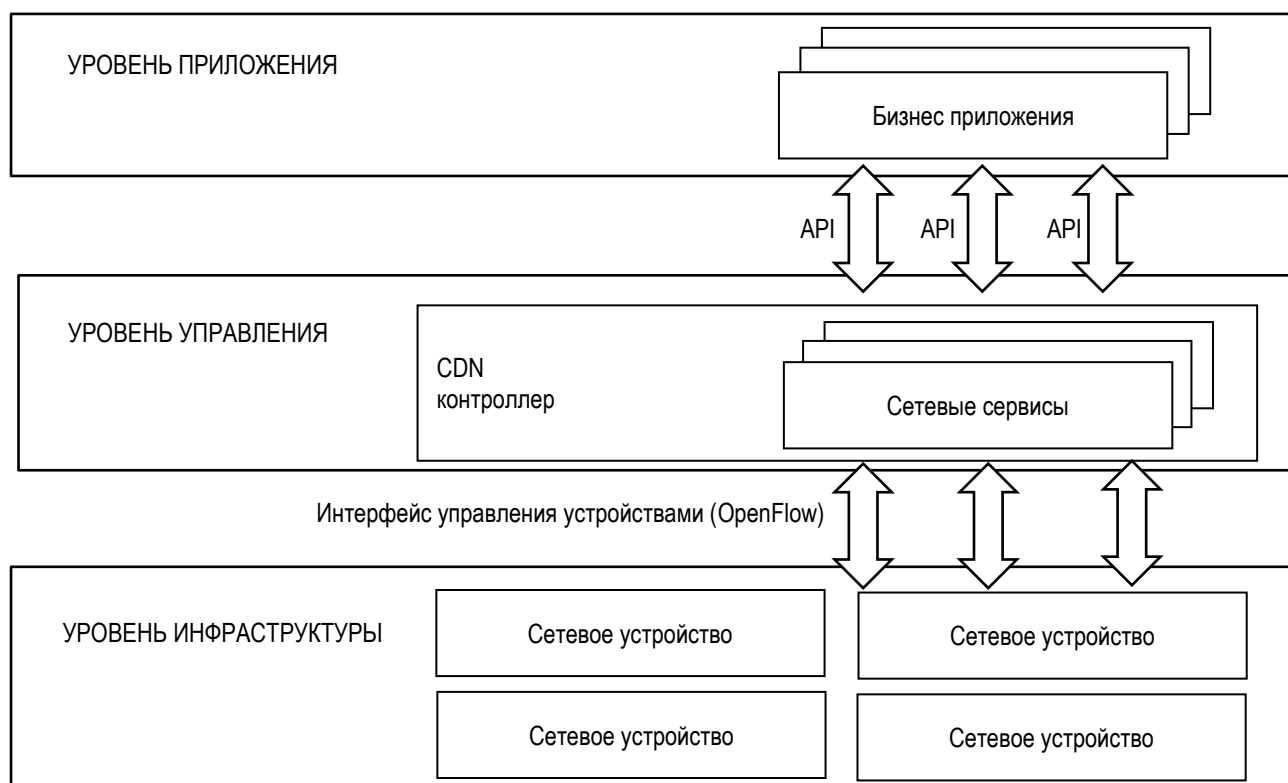 УРОВЕНЬ ПРИЛОЖЕНИЯ
Бизнес приложения
API
API
API
УРОВЕНЬ УПРАВЛЕНИЯ
CDN
контроллер
Сетевые сервисы
Интерфейс управления устройствами (OpenFlow)
УРОВЕНЬ ИНФРАСТРУКТУРЫ
Сетевое устройство
Сетевое устройство
Сетевое устройство
Сетевое устройство